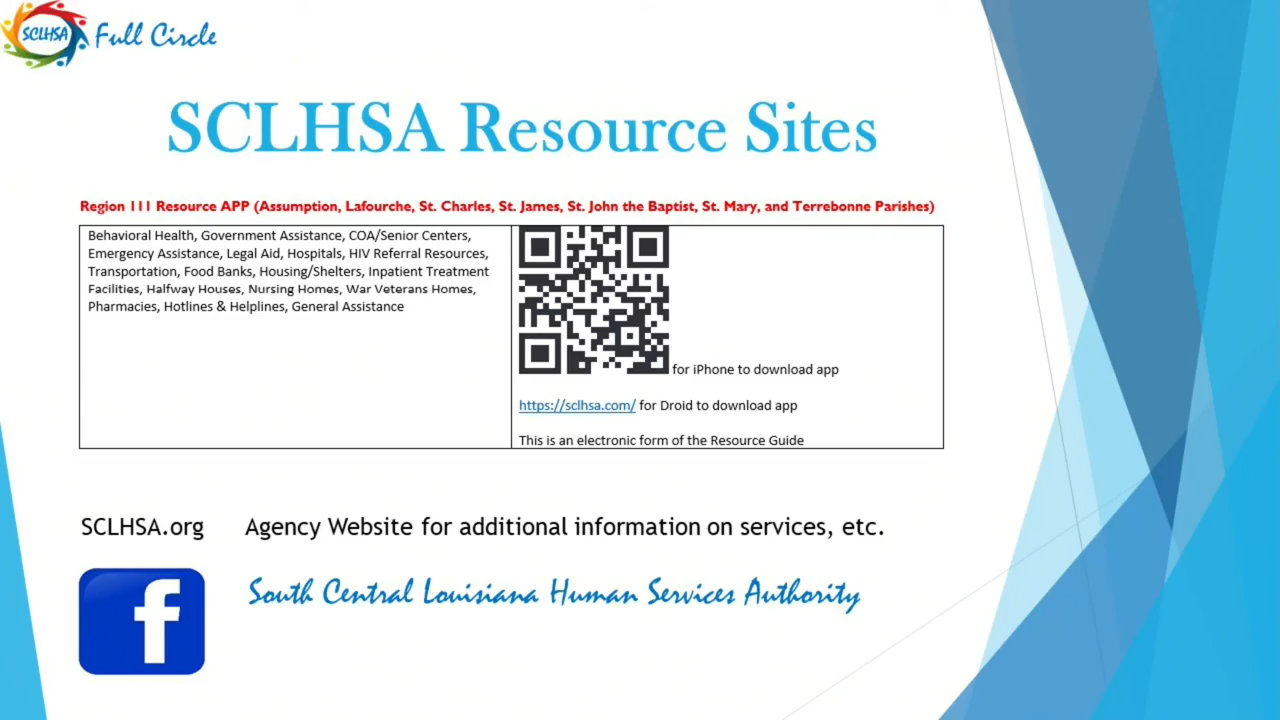 SCLHSA Full Circle
SCLHSA Resource Sites
Region 111 Resource APP (Assumption, Lafourche, St. Charles, St. James, St. John the Baptist, St. Mary, and Terrebonne Parishes)
Behavioral Health, Government Assistance, COA/Senior Centers,
Emergency Assistance, Legal Aid, Hospitals, HIV Referral Resources,
Transportation, Food Banks, Housing/Shelters, Inpatient Treatment
Facilities, Halfway Houses, Nursing Homes, War Veterans Homes,
Pharmacies, Hotlines & Helplines, General Assistance
for iPhone to download app
https://sclhsa.com/ for Droid to download app
This is an electronic form of the Resource Guide
SCLHSA.org Agency Website for additional information on services, etc.
f South Central Louisiana Human Services Authority